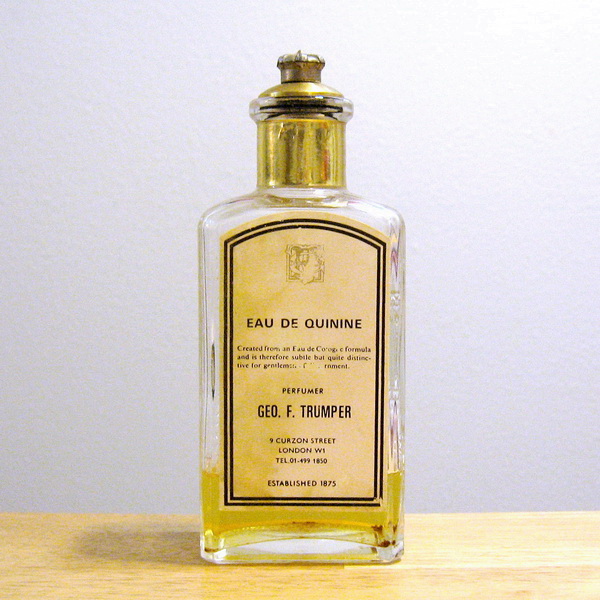 EAU DE QUININE
Created from an Eau de Cologne formula
and is therefore subtle but quite distinc-
tive for
PERFUMER
GEO. F. TRUMPER
9 CURZON STREET
LONDON W1
TEL.01-499 1850
ESTABLISHED 1875